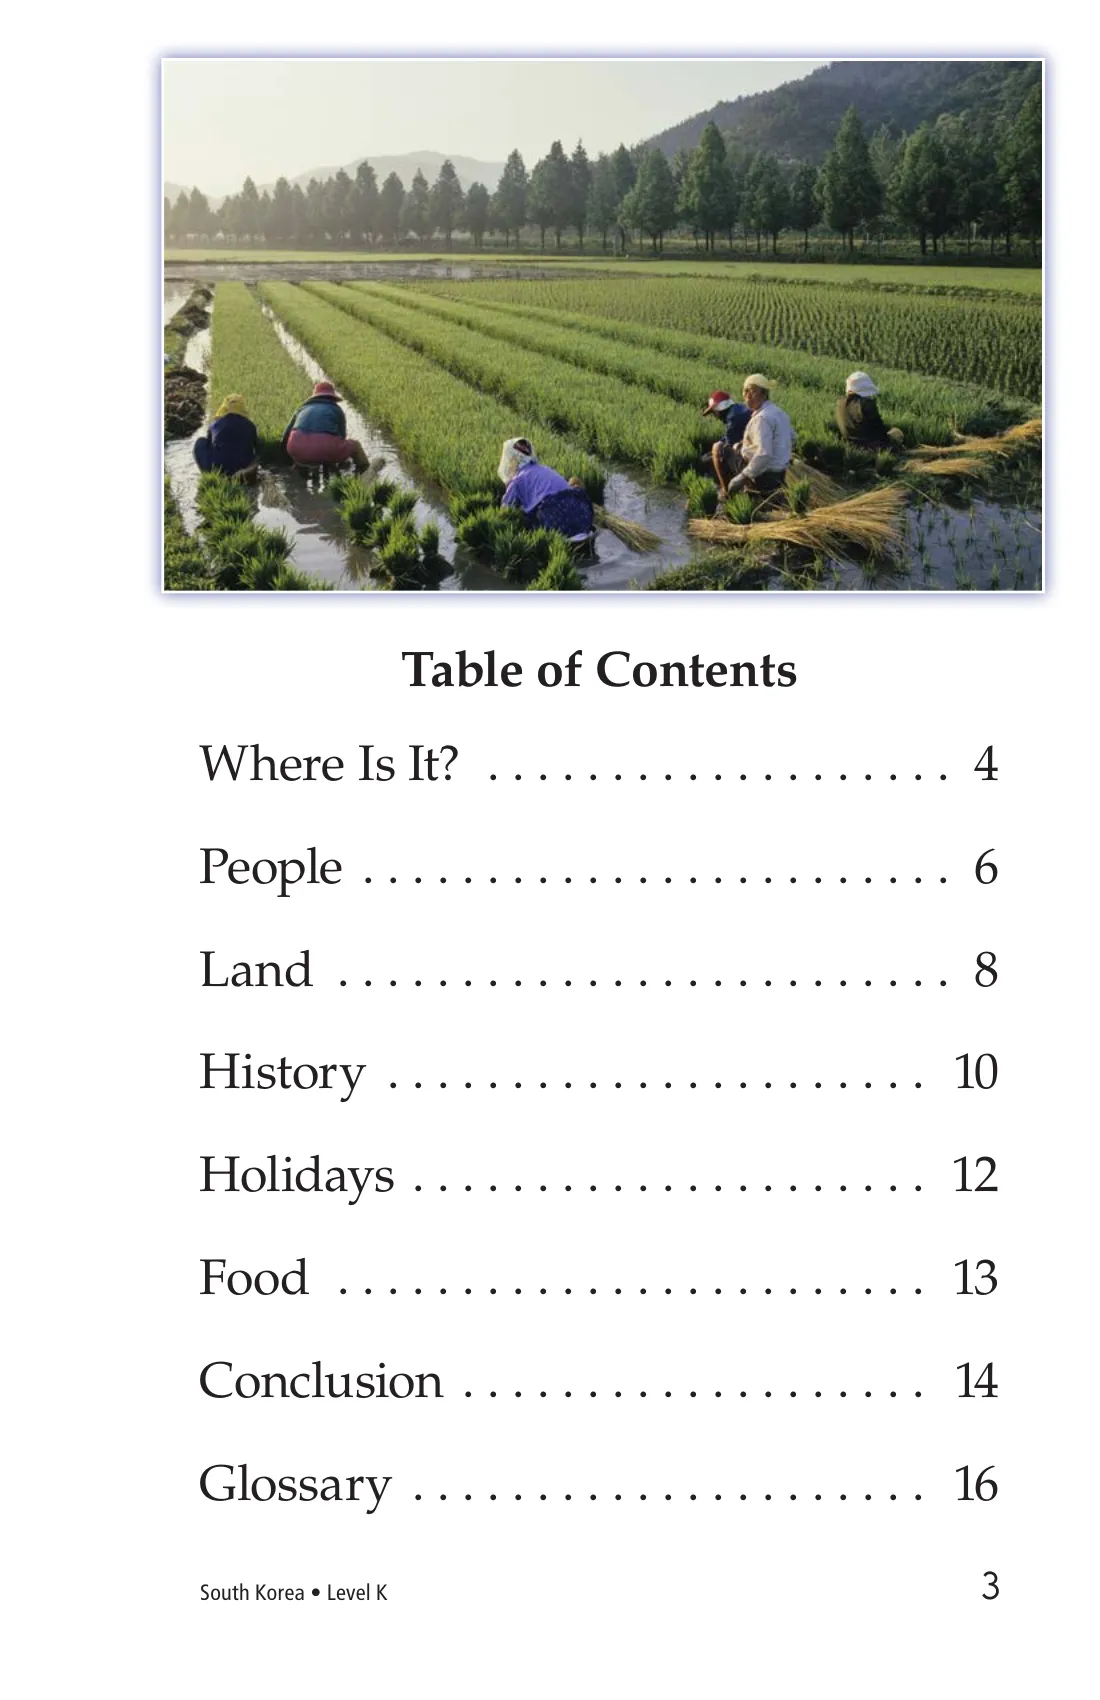 Table of Contents
Where Is It? . . . . . . . . . . . . . . . . . . . 4
People . . . . . . . . . . . . . . . . . . . . . . . . 6
Land . . . . . . . . . . . . . . . . . . . . . . . . . 8
History . . . . . . . . . . . . . . . . . . . . . . 10
Holidays . . . . . . . . . . . . . . . . . . . . . 12
Food . . . . . . . . . . . . . . . . . . . . . . . . 13
Conclusion . . . . . . . . . . . . . . . . . . . 14
Glossary . . . . . . . . . . . . . . . . . . . . . 16
South Korea • Level K 3